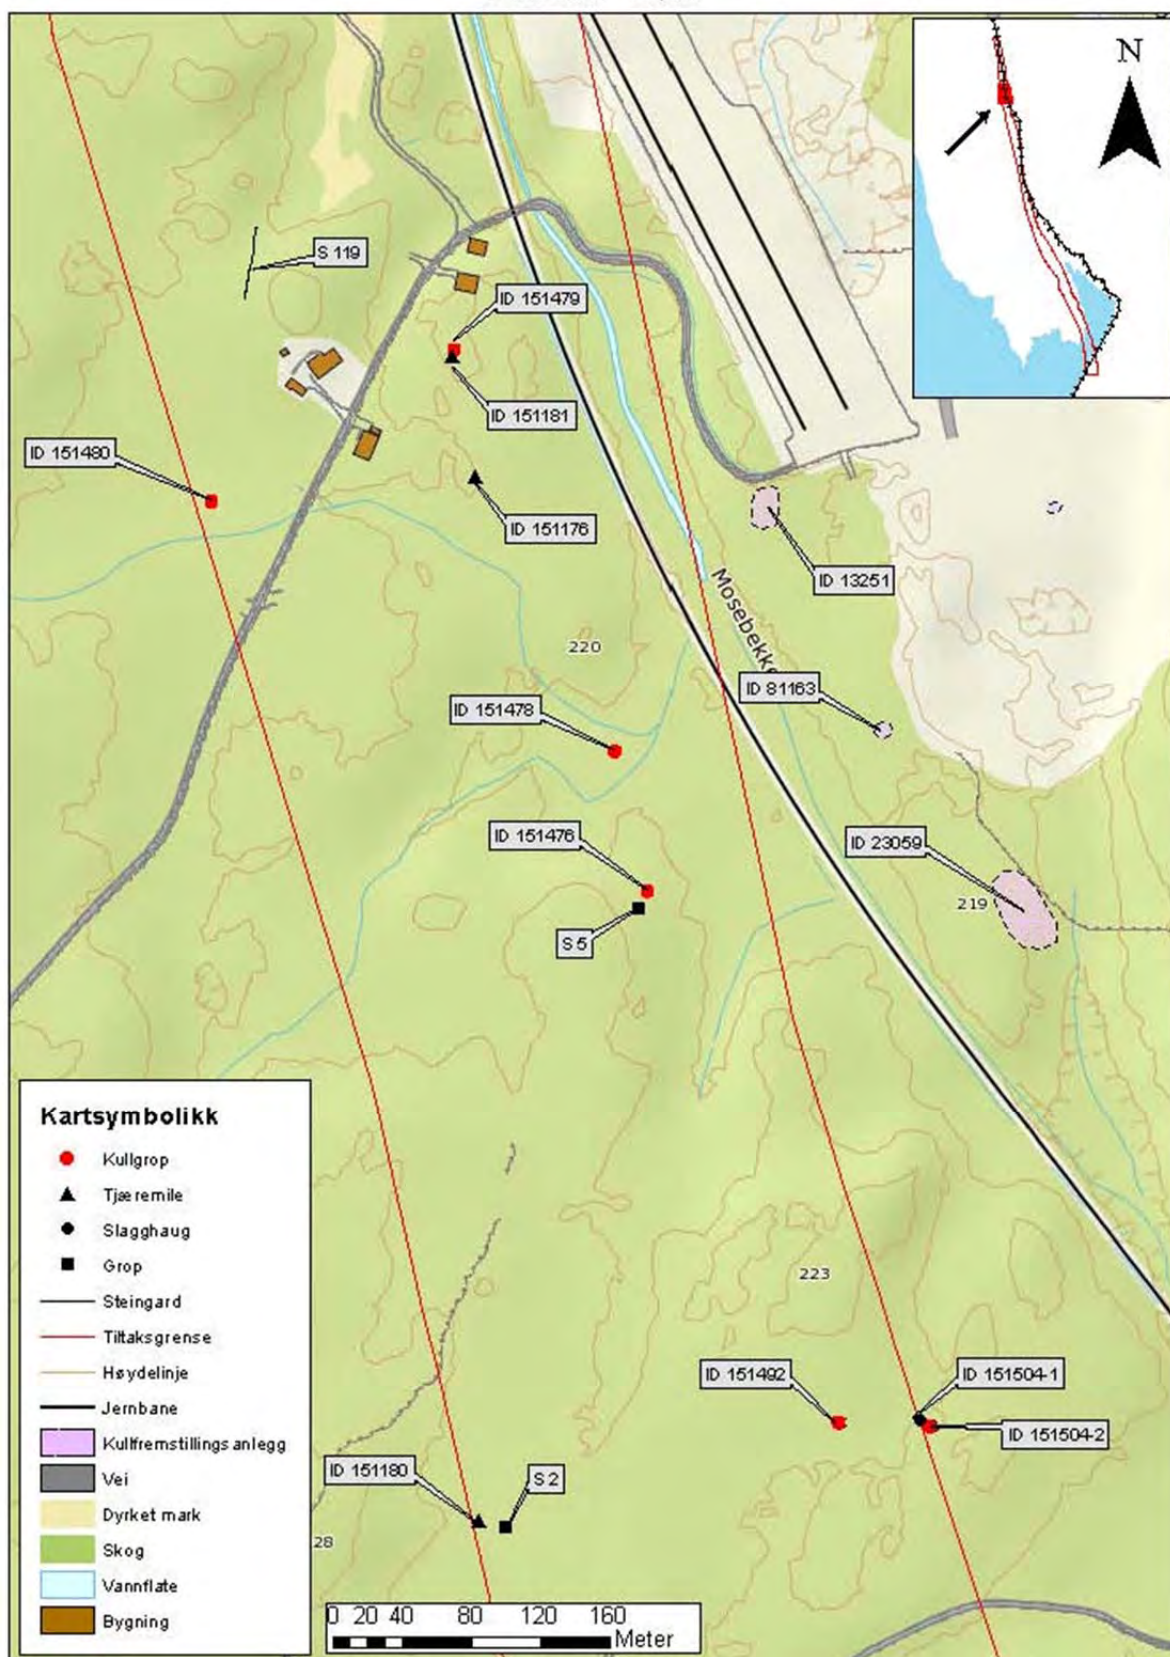 N
S 119
ID 151479
ID 151181
ID 151480
ID 151176
ID 13251
Mosebekke
220
ID 81163
ID 151478
ID 151476
ID 23059
219
S 5
Kartsymbolikk
Kullgrop
Tjæremile
Slagghaug
Grop
Steingard
Tiltaksgrense
Høydelinje
Jernbane
Kullfremstillingsanlegg
Vei
Dyrket mark
Skog
Vannflate
Bygning
223
ID 151492
ID 151504-1
ID 151504-2
ID 151180
S 2
28
0 20 40 80 120 160
Meter